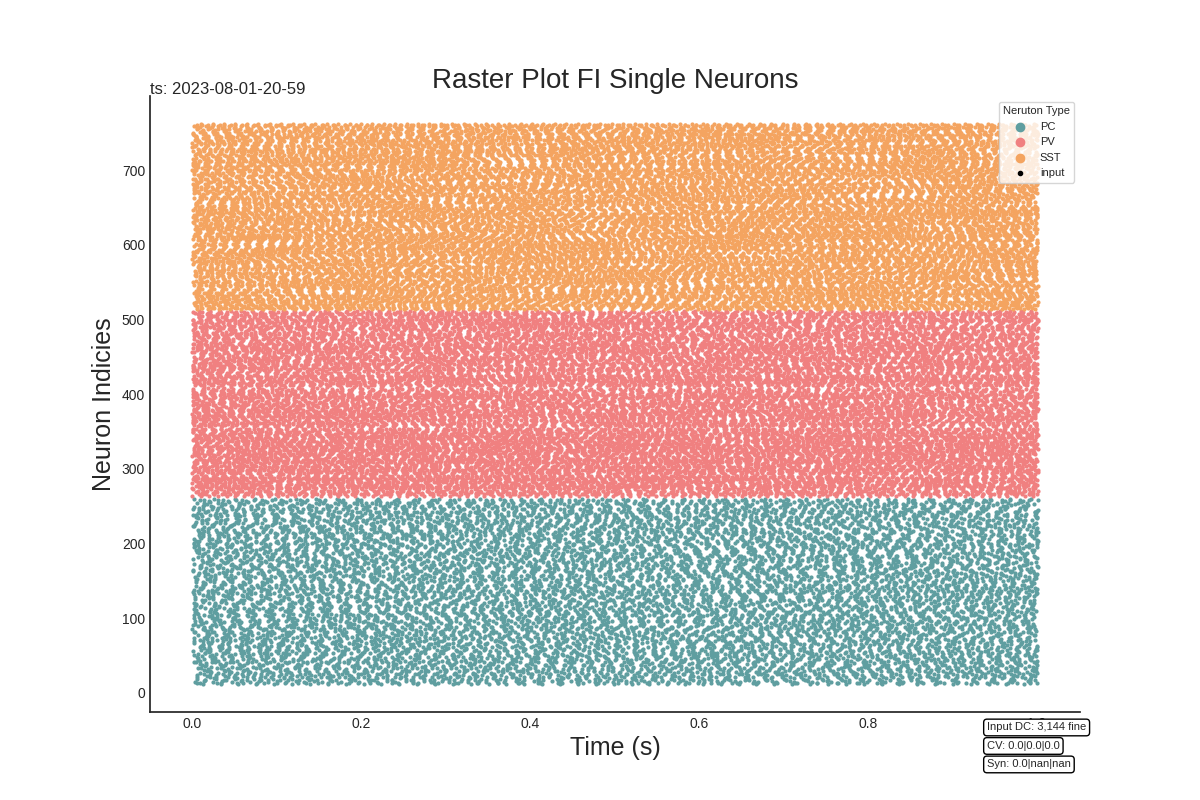 Raster Plot FI Single Neurons
ts: 2023-08-01-20-59
Neruton Type
PC
PV
SST
input
Neuron Indicies
700
600
500
400
300
200
100
0
0.0 0.2 0.4 0.6 0.8
Time (s)
Input DC: 3,144 fine
CV: 0.0|0.0|0.0
Syn: 0.0|nan|nan